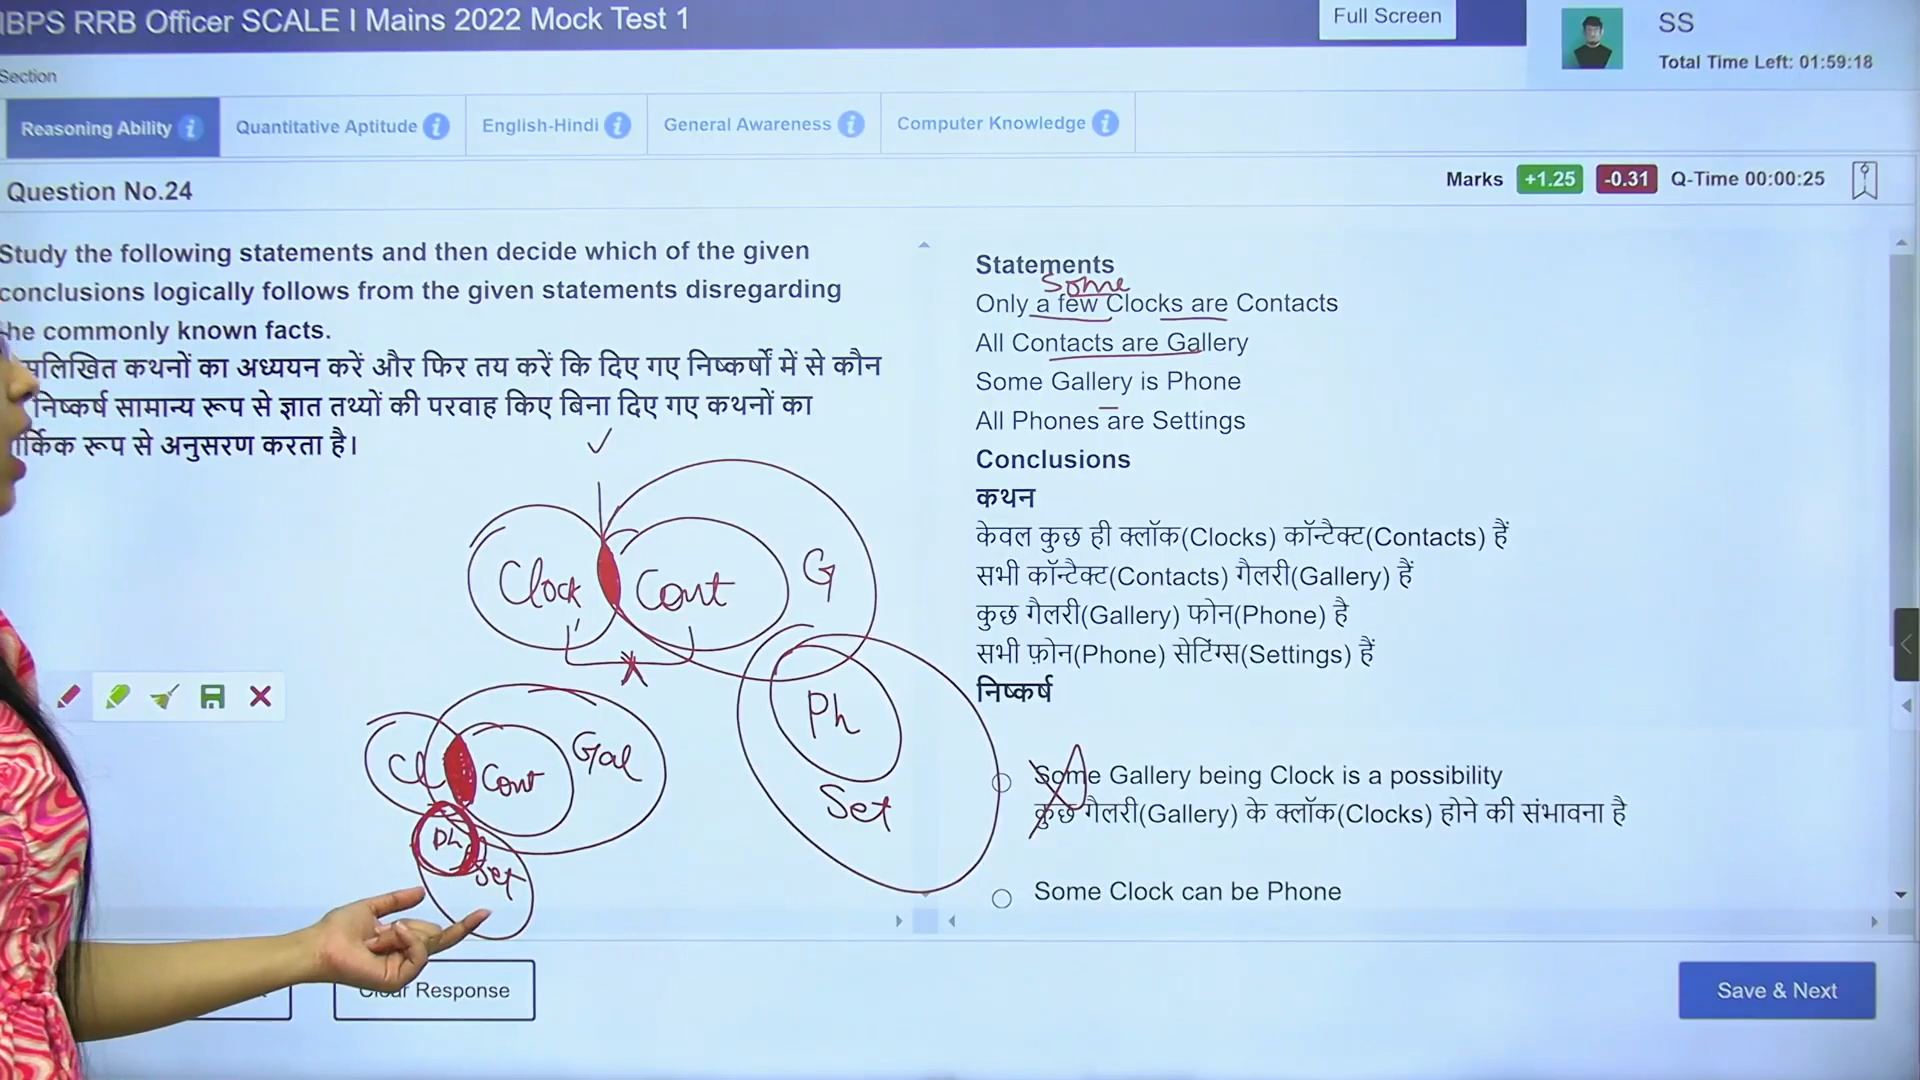 IBPS RRB Officer SCALE I Mains 2022 Mock Test 1
Full Screen
SS
Total Time Left: 01:59:18
Section
Reasoning Ability
Quantitative Aptitude
English-Hindi
General Awareness
Computer Knowledge
Question No.24
Marks +1.25 -0.31 Q-Time 00:00:25
Study the following statements and then decide which of the given
conclusions logically follows from the given statements disregarding
he commonly known facts.
कथनों का अध्ययन करें और फिर तय करें कि दिए गए निष्कर्षों में से कौन
निष्कर्ष सामान्य रूप से ज्ञात तथ्यों की परवाह किए बिना दिए गए कथनों का
रूप से अनुसरण करता है।
Clock
Cont
G
Ph
Set
Cl
Cont
Gal
Ph
Set
Statements
Some
Only a few Clocks are Contacts
All Contacts are Gallery
Some Gallery is Phone
All Phones are Settings
Conclusions
कथन
केवल कुछ ही क्लॉक(Clocks) कॉन्टैक्ट(Contacts) हैं
सभी कॉन्टैक्ट(Contacts) गैलरी(Gallery) हैं
कुछ गैलरी(Gallery) फोन(Phone) है
सभी फ़ोन(Phone) सेटिंग्स(Settings) हैं
निष्कर्ष
Some Gallery being Clock is a possibility
कुछ गैलरी(Gallery) के क्लॉक(Clocks) होने की संभावना है
Some Clock can be Phone
Response
Save & Next